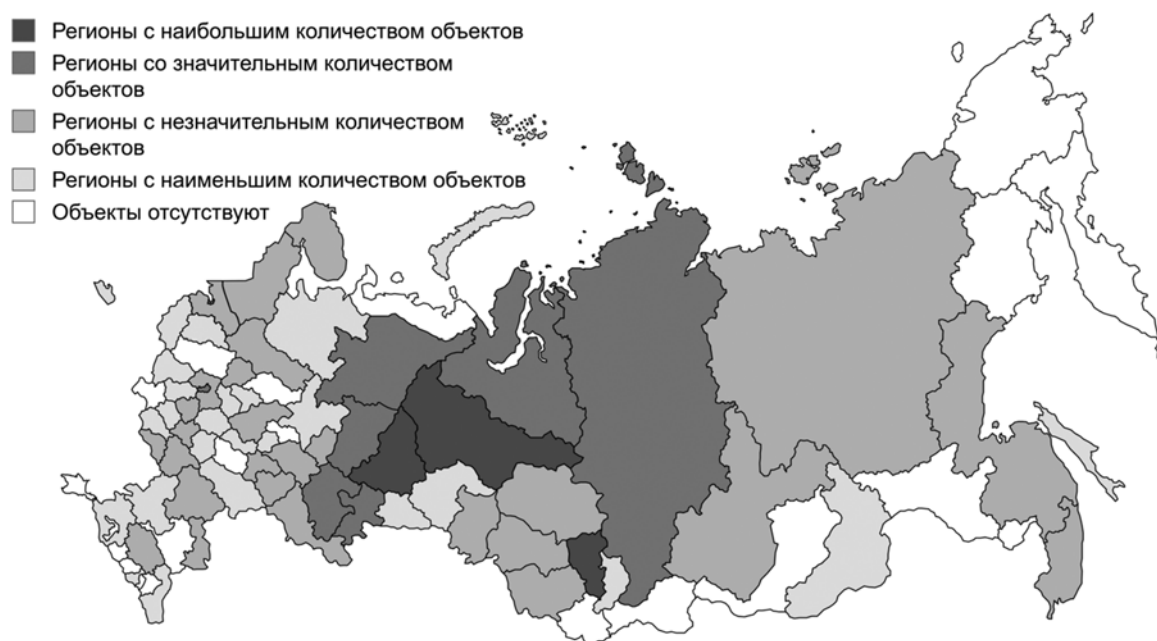 Регионы с наибольшим количеством объектов
Регионы со значительным количеством
объектов
Регионы с незначительным количеством
объектов
Регионы с наименьшим количеством объектов
Объекты отсутствуют